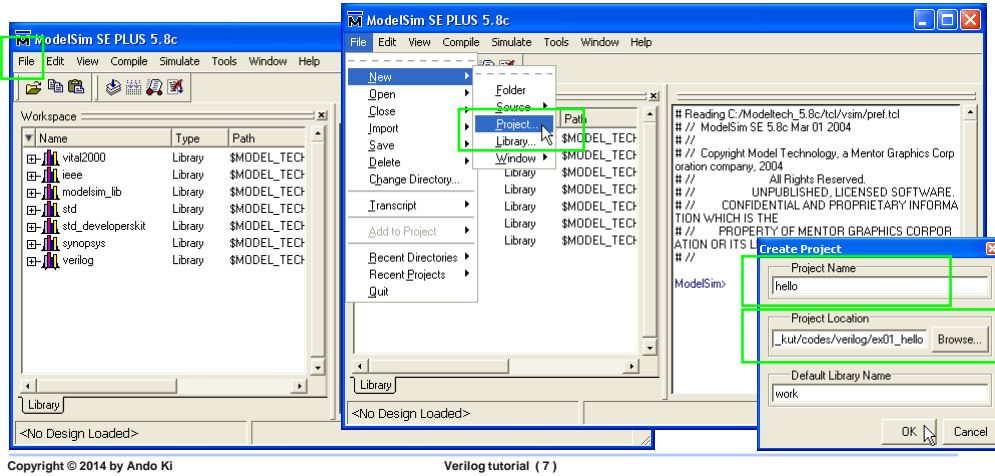 ModelSim SE PLUS 5.8c
File Edit View Compile Simulate Tools Window Help
Workspace
Name Type Path
vital2000 Library $MODEL_TECH
ieee Library $MODEL_TECH
modelsim_lib Library $MODEL_TECH
std Library $MODEL_TECH
std_developerskit Library $MODEL_TECH
synopsys Library $MODEL_TECH
verilog Library $MODEL_TECH
Library
<No Design Loaded>
ModelSim SE PLUS 5.8c
File Edit View Compile Simulate Tools Window Help
New
Open
Close
Import
Save
Delete
Change Directory...
Transcript
Add to Project
Recent Directories
Recent Projects
Quit
Folder
Source
Project...
Library...
Window
Path
$MODEL_TECH
$MODEL_TECH
Library $MODEL_TECH
Library $MODEL_TECH
Library $MODEL_TECH
Library $MODEL_TECH
Library $MODEL_TECH
Library
<No Design Loaded>
# Reading C:/Modeltech_5.8c/tcl/vsim/pref.tcl
# // ModelSim SE 5.8c Mar 01 2004
# //
# // Copyright Model Technology, a Mentor Graphics Corp
oration company, 2004
# // All Rights Reserved.
# // UNPUBLISHED, LICENSED SOFTWARE.
# // CONFIDENTIAL AND PROPRIETARY INFORMA
TION WHICH IS THE
# // PROPERTY OF MENTOR GRAPHICS CORPOR
ATION OR ITS L
# //
ModelSim>
Create Project
Project Name
hello
Project Location
_kut/codes/verilog/ex01_hello Browse...
Default Library Name
work
OK Cancel
Copyright © 2014 by Ando Ki
Verilog tutorial ( 7 )